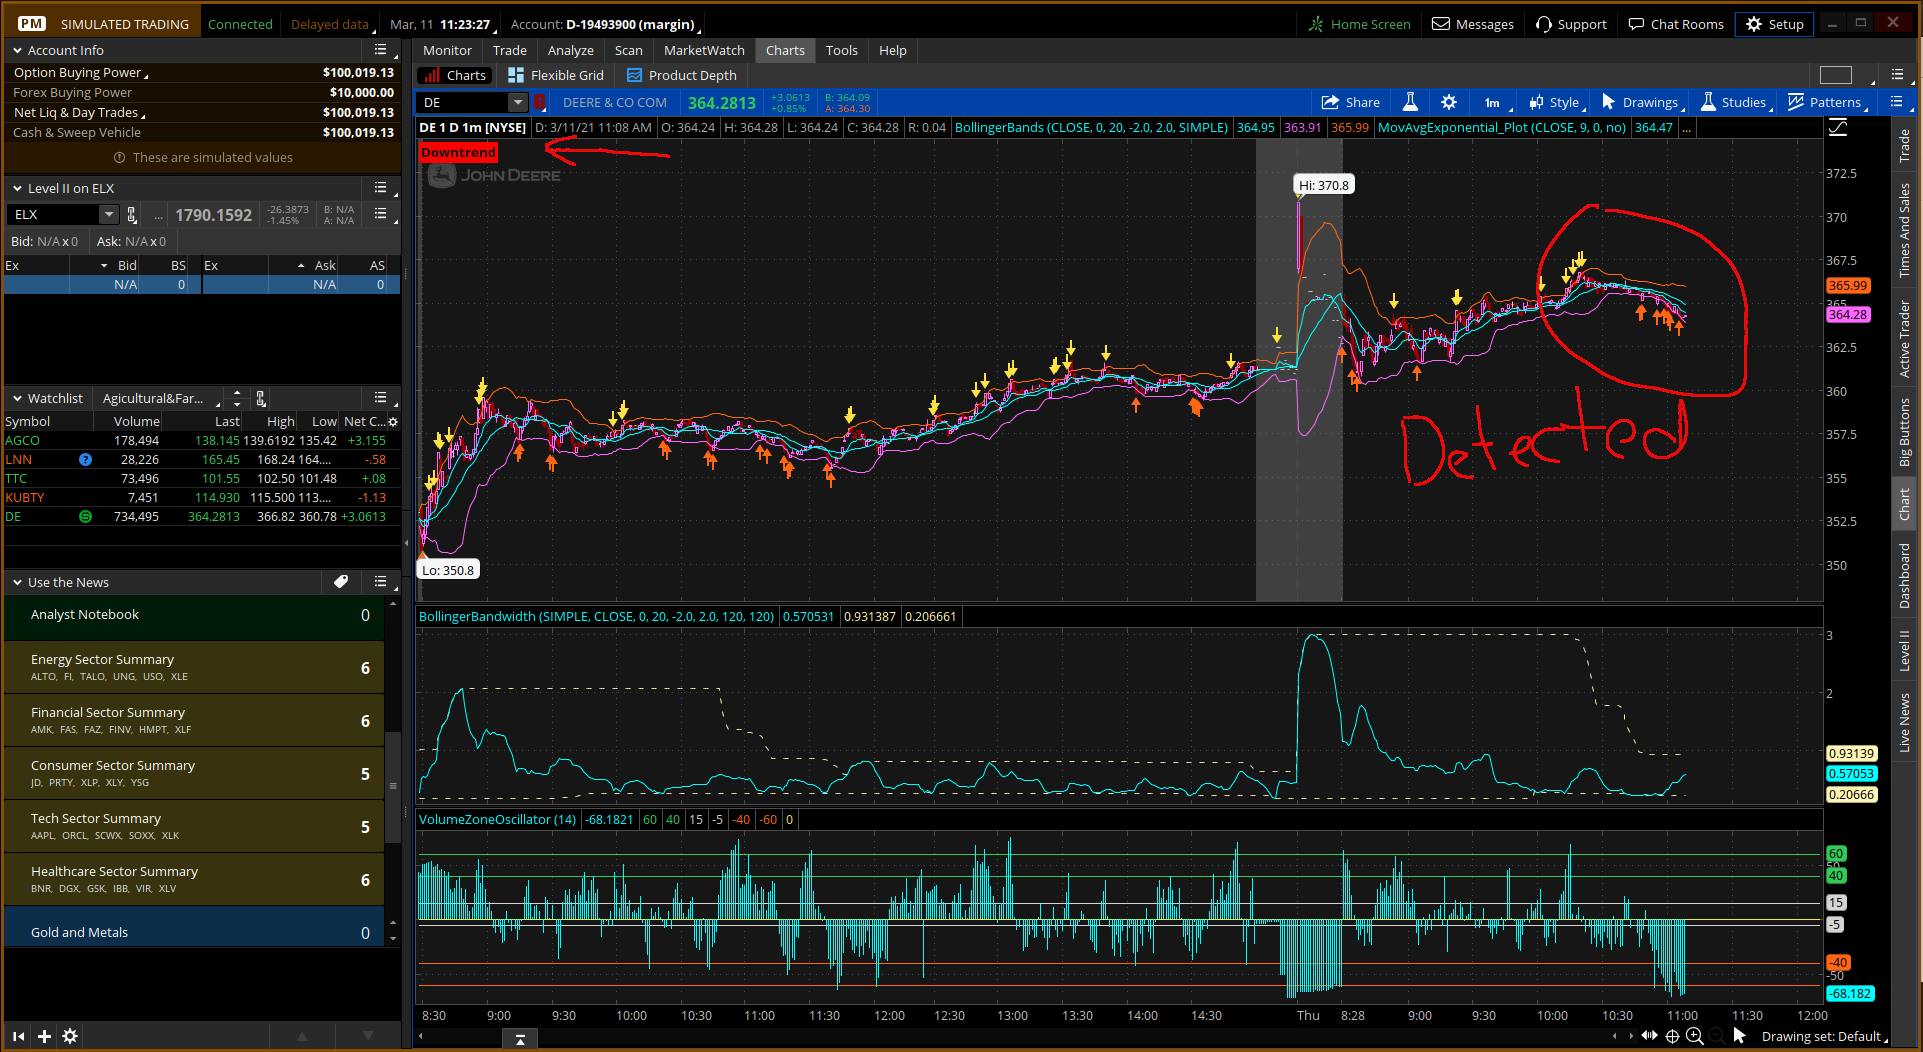 PM SIMULATED TRADING Connected Delayed data Mar, 11 11:23:27 Account: D-19493900 (margin) Home Screen Messages Support Chat Rooms Setup
Account Info
Option Buying Power $100,019.13
Forex Buying Power $10,000.00
Net Liq & Day Trades $100,019.13
Cash & Sweep Vehicle $100,019.13
These are simulated values
Level II on ELX
ELX ... 1790.1592 -26.3873 B: N/A
-1.45% A: N/A
Bid: N/A x 0 Ask: N/A x 0
Ex Bid BS Ex Ask AS
N/A 0 N/A 0
Watchlist Agicultural&Far...
Symbol Volume Last High Low Net C...
AGCO 178,494 138.145 139.6192 135.42 +3.155
LNN 28,226 165.45 168.24 164.... -.58
TTC 73,496 101.55 102.50 101.48 +.08
KUBTY 7,451 114.930 115.500 113.... -1.13
DE 734,495 364.2813 366.82 360.78 +3.0613
Use the News
Analyst Notebook 0
Energy Sector Summary 6
ALTO, FI, TALO, UNG, USO, XLE
Financial Sector Summary 6
AMK, FAS, FAZ, FINV, HMPT, XLF
Consumer Sector Summary 5
JD, PRTY, XLP, XLY, YSG
Tech Sector Summary 5
AAPL, ORCL, SCWX, SOXX, XLK
Healthcare Sector Summary 6
BNR, DGX, GSK, IBB, VIR, XLV
Gold and Metals 0
Monitor Trade Analyze Scan MarketWatch Charts Tools Help
Charts Flexible Grid Product Depth
DE DEERE & CO COM 364.2813 +3.0613 B: 364.09
+0.85% A: 364.30
Share 1m Style Drawings Studies Patterns
DE 1 D 1m [NYSE] D: 3/11/21 11:08 AM O: 364.24 H: 364.28 L: 364.24 C: 364.28 R: 0.04 BollingerBands (CLOSE, 0, 20, -2.0, 2.0, SIMPLE) 364.95 363.91 365.99 MovAvgExponential_Plot (CLOSE, 9, 0, no) 364.47 ...
Downtrend
JOHN DEERE
Hi: 370.8
Lo: 350.8
Detected
372.5
370
367.5
365.99
365
364.28
362.5
360
357.5
355
352.5
350
BollingerBandwidth (SIMPLE, CLOSE, 0, 20, -2.0, 2.0, 120, 120) 0.570531 0.931387 0.206661
3
2
0.93139
0.57053
0.20666
VolumeZoneOscillator (14) -68.1821 60 40 15 -5 -40 -60 0
60
50
40
15
-5
-40
-50
-68.182
8:30 9:00 9:30 10:00 10:30 11:00 11:30 12:00 12:30 13:00 13:30 14:00 14:30 Thu 8:28 9:00 9:30 10:00 10:30 11:00 11:30 12:00
Drawing set: Default
Trade
Times And Sales
Active Trader
Big Buttons
Chart
Dashboard
Level II
Live News